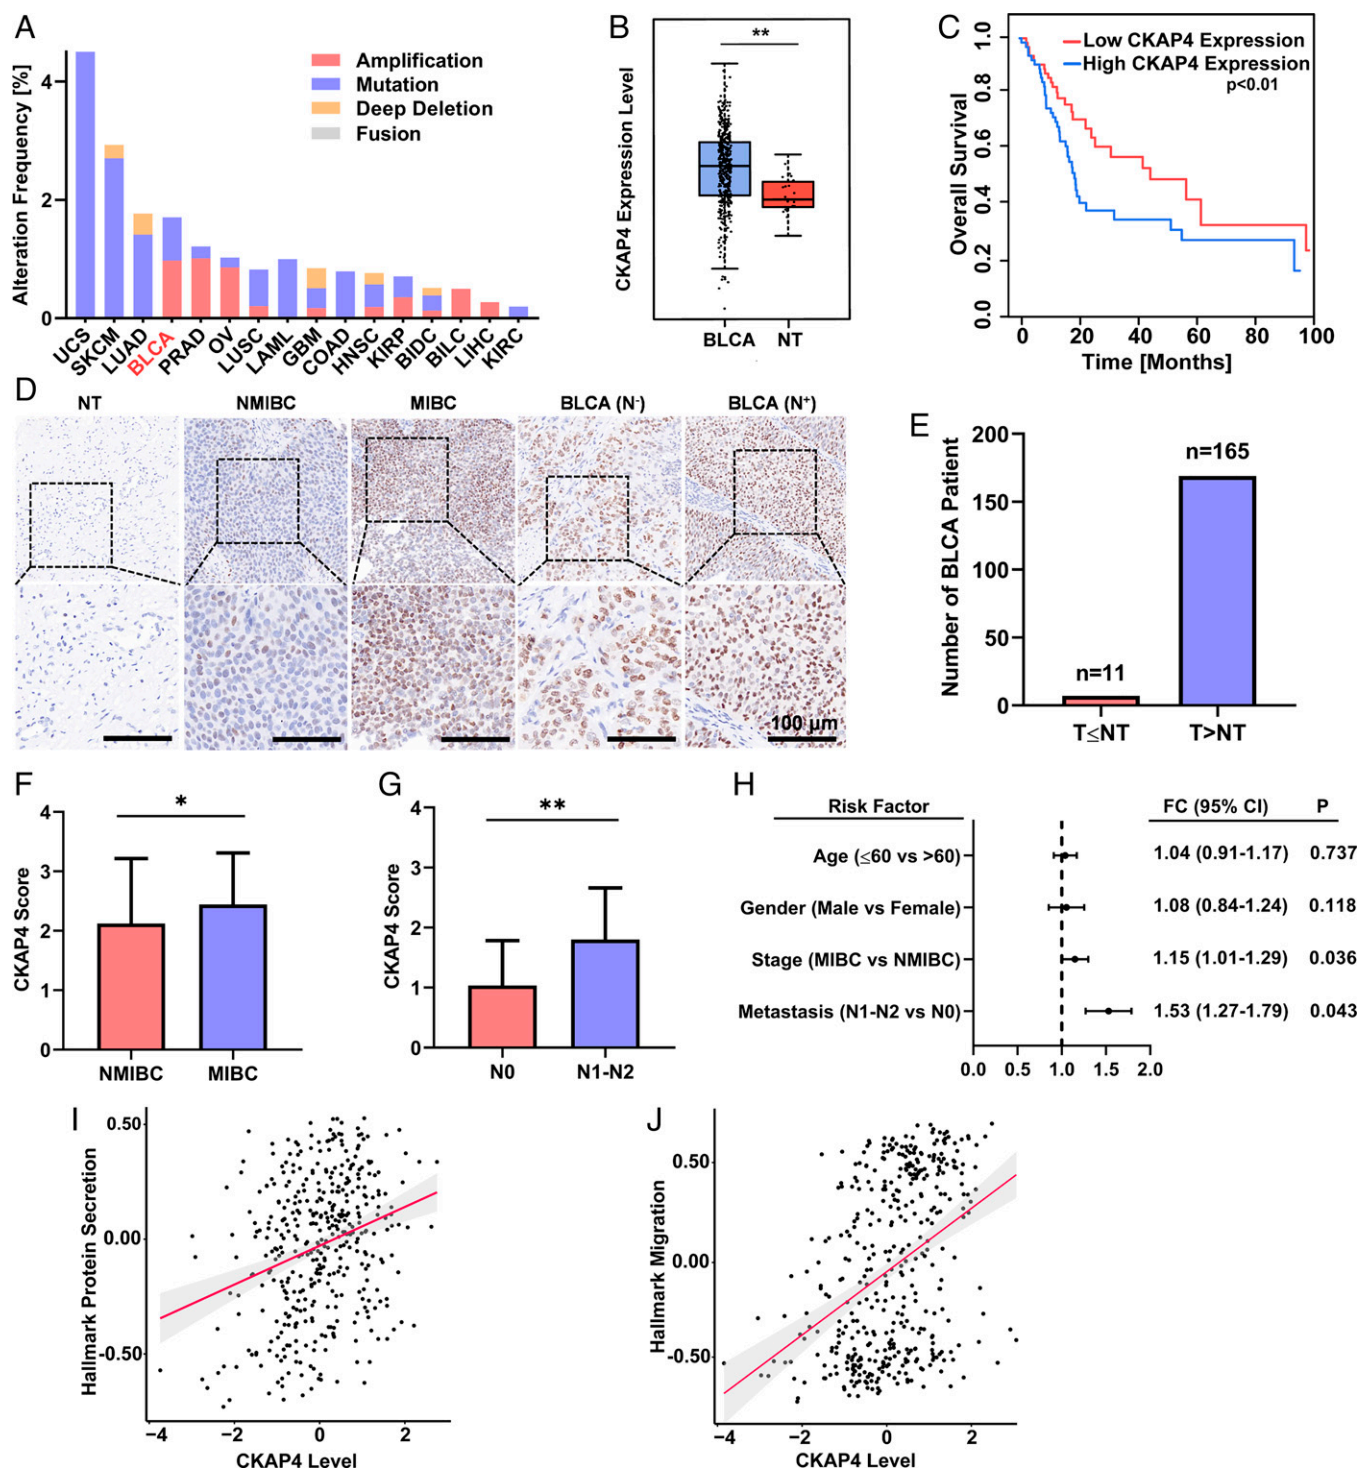 A
Alteration Frequency [%]
4
2
0
Amplification
Mutation
Deep Deletion
Fusion
UCS
SKCM
LUAD
BLCA
PRAD
OV
LUSC
LAML
GBM
COAD
HNSC
KIRP
BIDC
BILC
LIHC
KIRC
B
CKAP4 Expression Level
**
BLCA
NT
C
Overall Survival
1.0
0.8
0.6
0.4
0.2
0.0
Low CKAP4 Expression
High CKAP4 Expression
p<0.01
0 20 40 60 80 100
Time [Months]
D
NT
NMIBC
MIBC
BLCA (N⁻)
BLCA (N⁺)
100 μm
E
Number of BLCA Patient
200
150
100
50
0
n=11
n=165
T≤NT
T>NT
F
CKAP4 Score
4
3
2
1
0
*
NMIBC
MIBC
G
CKAP4 Score
4
3
2
1
0
**
N0
N1-N2
H
Risk Factor FC (95% CI) P
Age (≤60 vs >60) 1.04 (0.91-1.17) 0.737
Gender (Male vs Female) 1.08 (0.84-1.24) 0.118
Stage (MIBC vs NMIBC) 1.15 (1.01-1.29) 0.036
Metastasis (N1-N2 vs N0) 1.53 (1.27-1.79) 0.043
0.0 0.5 1.0 1.5 2.0
I
Hallmark Protein Secretion
0.50
0.00
-0.50
−4 −2 0 2
CKAP4 Level
J
Hallmark Migration
0.50
0.00
-0.50
−4 −2 0 2
CKAP4 Level